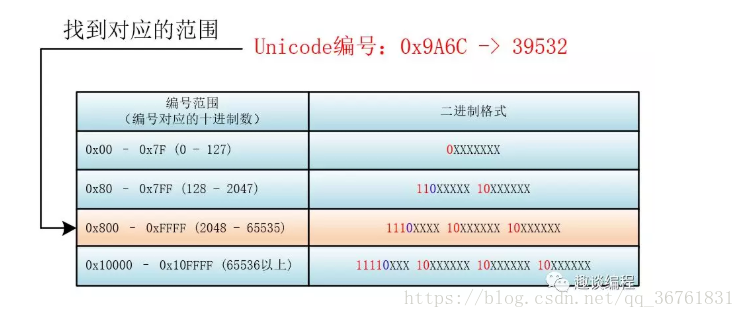 找到对应的范围
Unicode编号：0x9A6C -> 39532
编号范围
（编号对应的十进制数）
二进制格式
0x00 - 0x7F (0 - 127)
0XXXXXXX
0x80 - 0x7FF (128 - 2047)
110XXXXX 10XXXXXX
0x800 - 0xFFFF (2048 - 65535)
1110XXXX 10XXXXXX 10XXXXXX
0x10000 - 0x10FFFF (65536以上)
11110XXX 10XXXXXX 10XXXXXX 10XXXXXX
趣谈编程
https://blog.csdn.net/qq_36761831